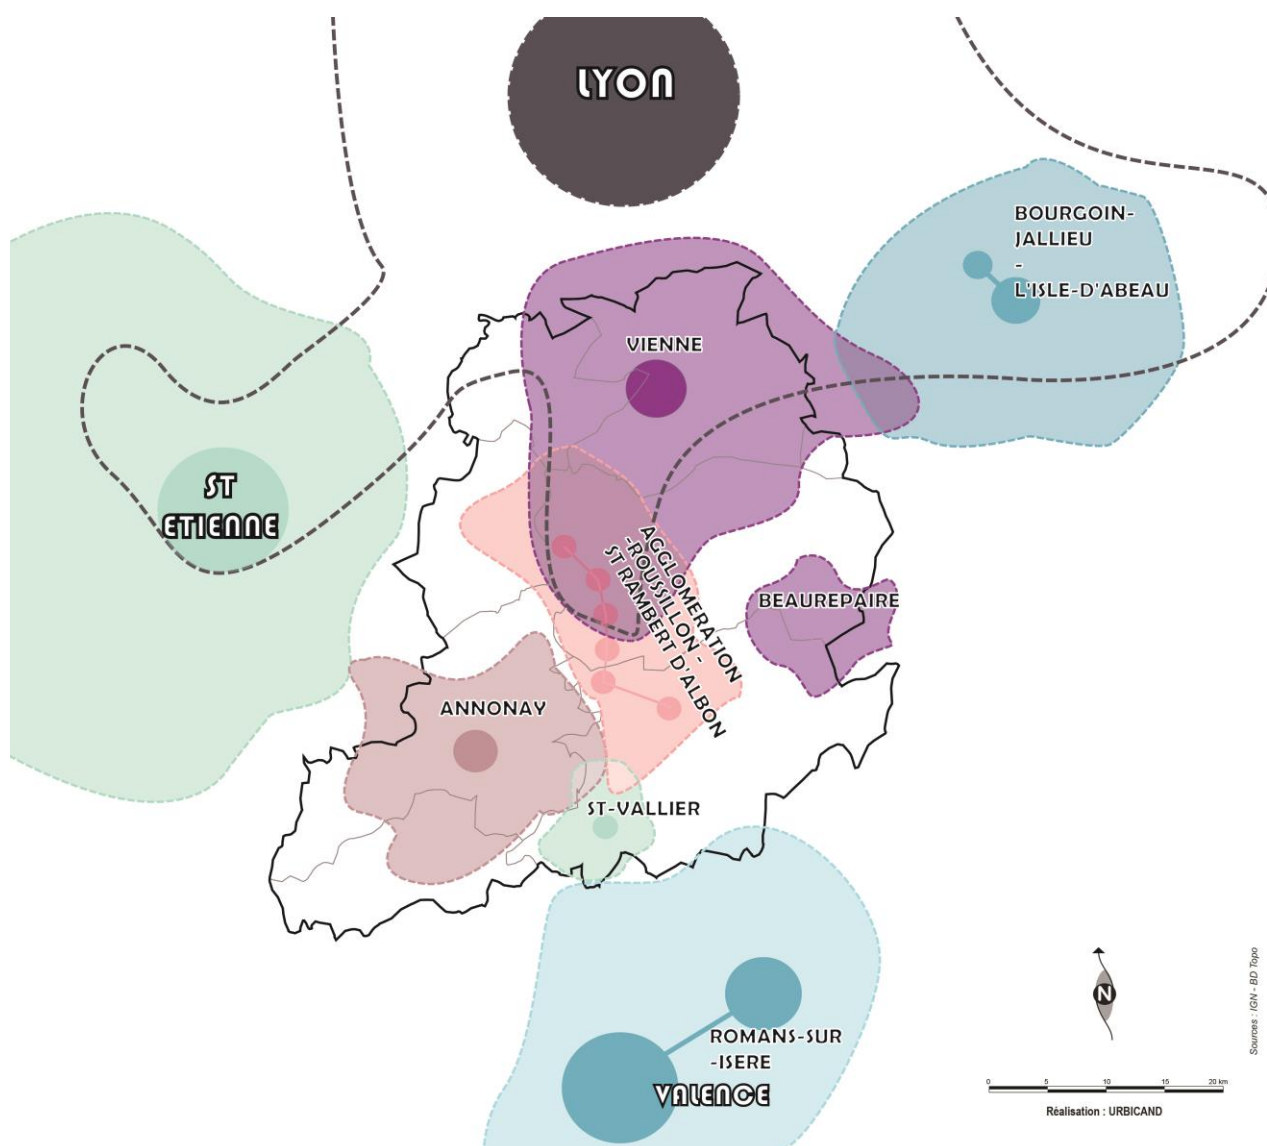 LYON
BOURGOIN-
JALLIEU
-
L'ISLE-D'ABEAU
VIENNE
ST
ETIENNE
AGGLOMERATION
-ROUSSILLON -
ST RAMBERT D'ALBON
BEAUREPAIRE
ANNONAY
ST-VALLIER
ROMANS-SUR
-ISERE
VALENCE
N
0 5 10 15 20 km
Réalisation : URBICAND
Sources : IGN - BD Topo